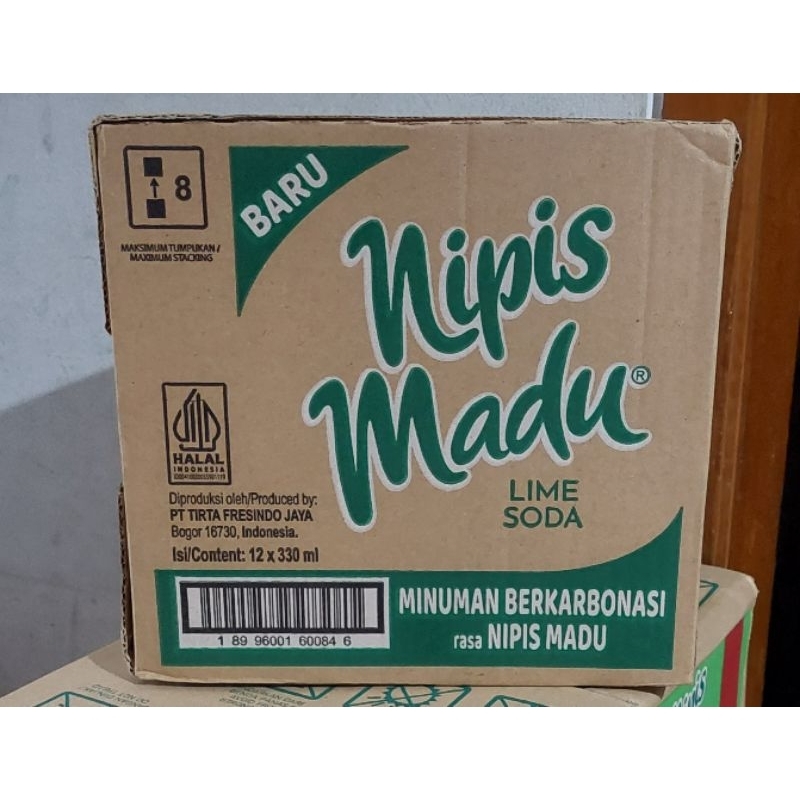 8
MAKSIMUM TUMPUKAN /
MAXIMUM STACKING
BARU
Nipis
Madu®
LIME
SODA
HALAL
INDONESIA
Diproduksi oleh/Produced by:
PT TIRTA FRESINDO JAYA
Bogor 16730, Indonesia.
Isi/Content: 12 x 330 ml
1 89 96001 60084 6
MINUMAN BERKARBONASI
rasa NIPIS MADU